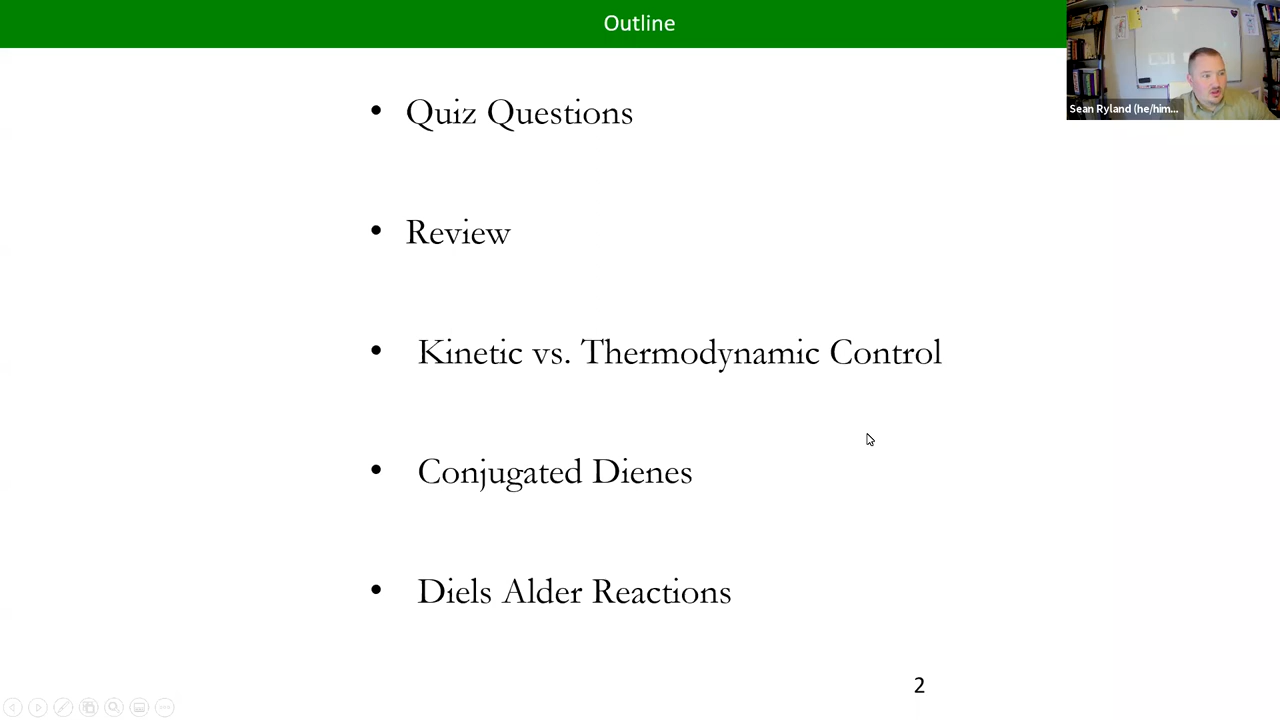 Outline
Sean Ryland (he/him...
• Quiz Questions
• Review
• Kinetic vs. Thermodynamic Control
• Conjugated Dienes
• Diels Alder Reactions
2